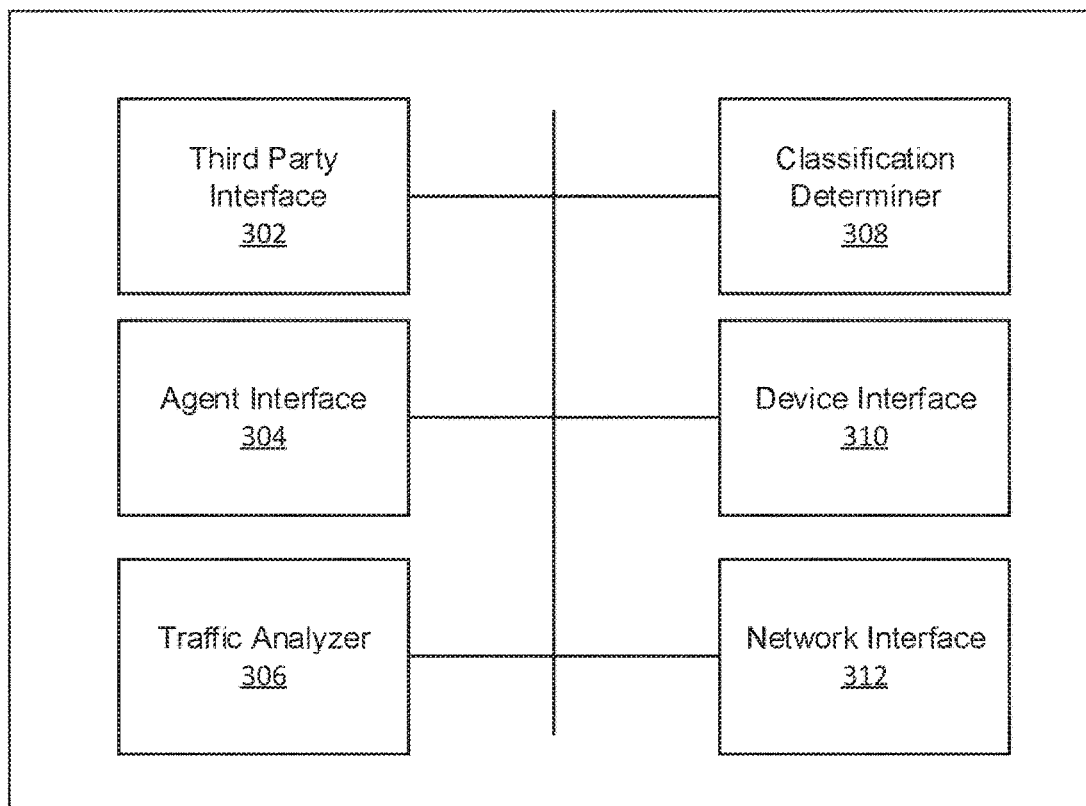 Third Party
Interface
302
Classification
Determiner
308
Agent Interface
304
Device Interface
310
Traffic Analyzer
306
Network Interface
312